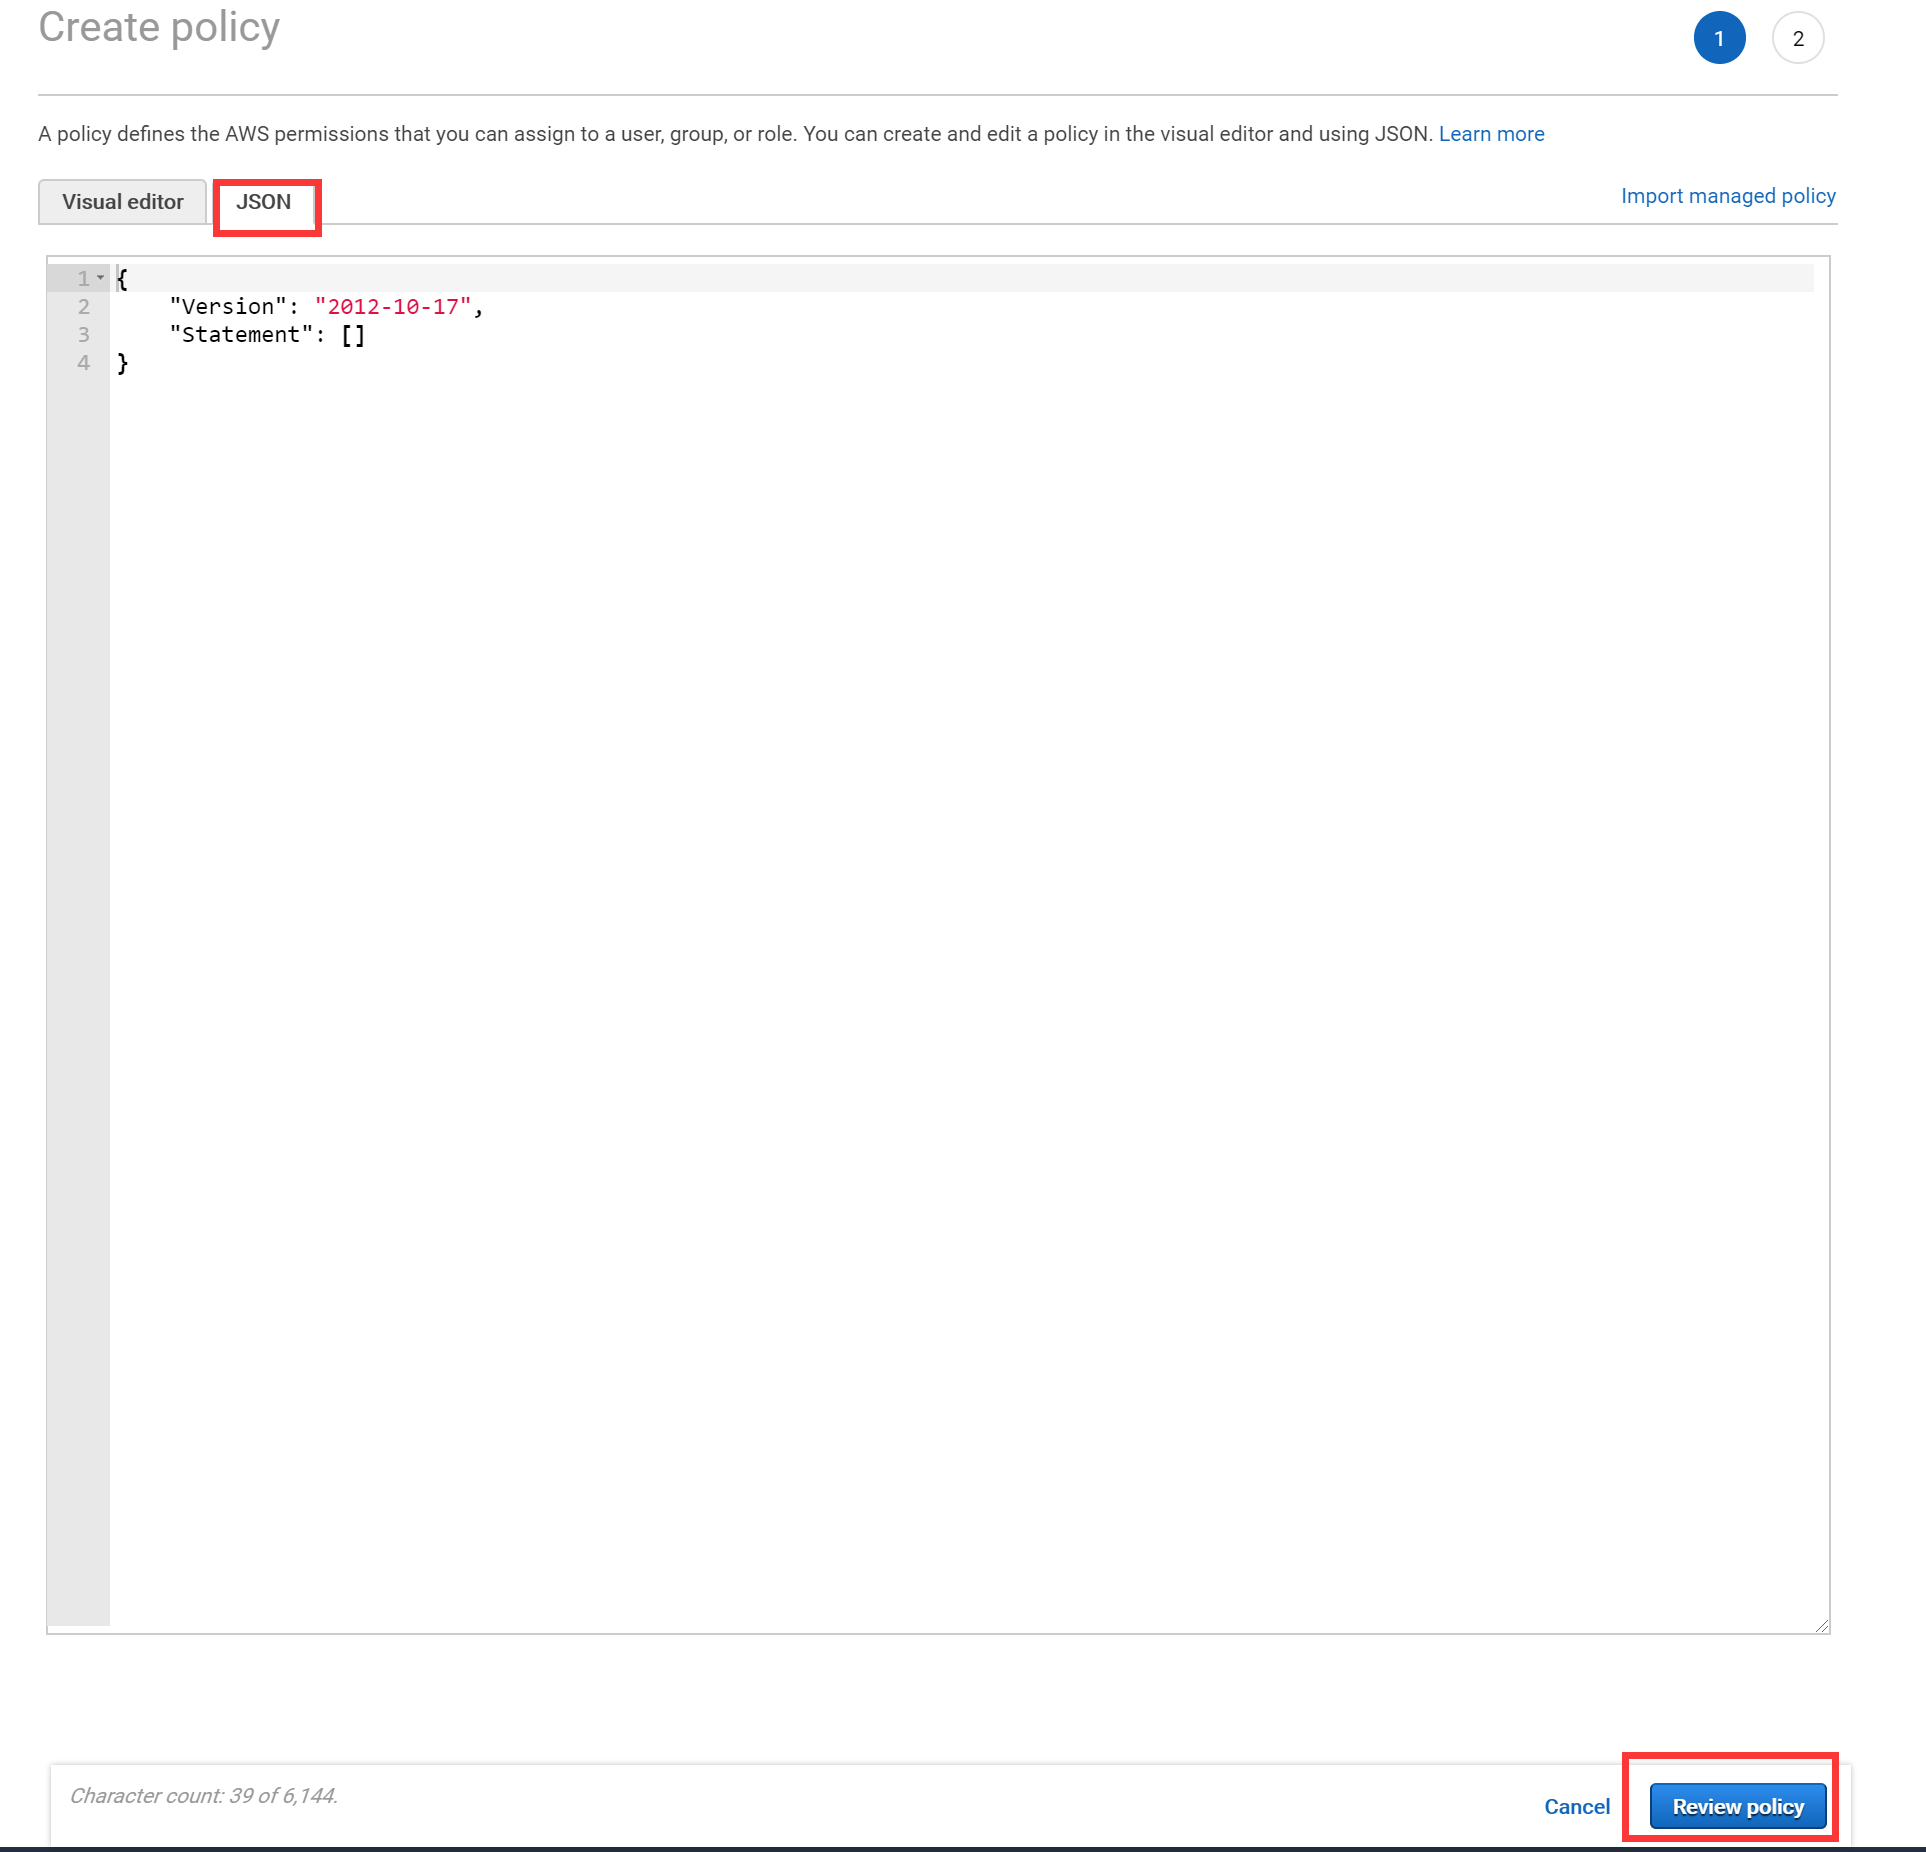 Create policy
1 2
A policy defines the AWS permissions that you can assign to a user, group, or role. You can create and edit a policy in the visual editor and using JSON. Learn more
Visual editor JSON Import managed policy
1 {
2 "Version": "2012-10-17",
3 "Statement": []
4 }
Character count: 39 of 6,144.
Cancel Review policy